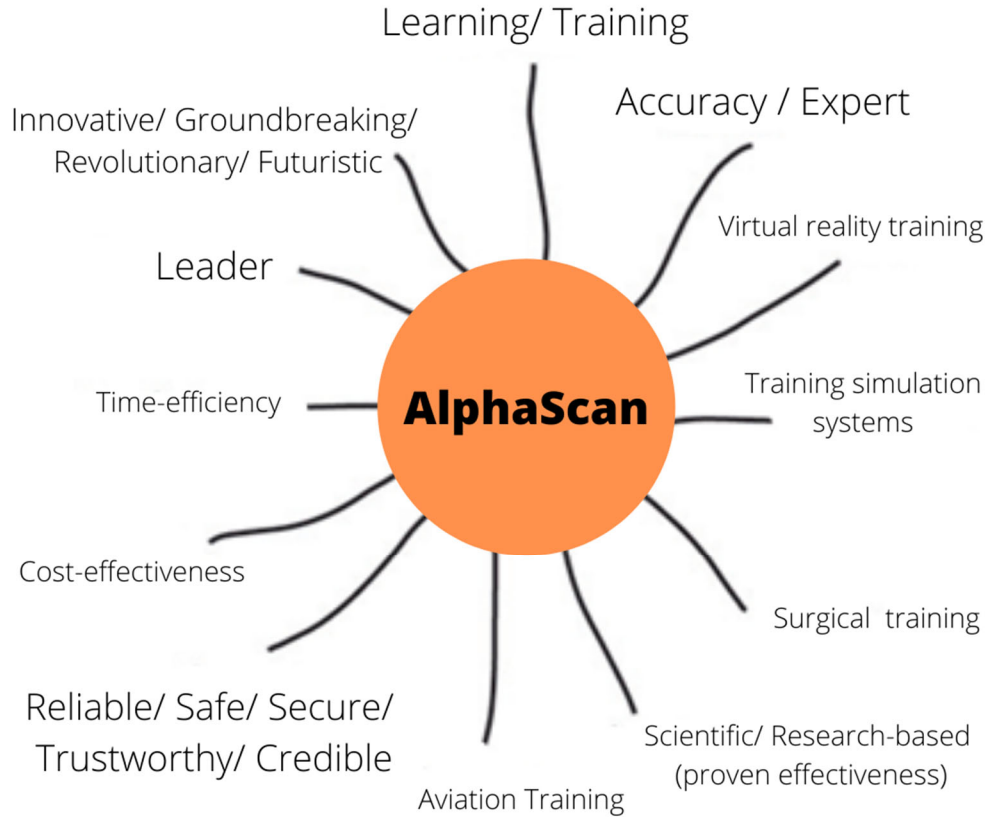 Learning/ Training
Accuracy / Expert
Innovative/ Groundbreaking/
Revolutionary/ Futuristic
Virtual reality training
Leader
Training simulation
systems
Time-efficiency
AlphaScan
Cost-effectiveness
Surgical training
Reliable/ Safe/ Secure/
Trustworthy/ Credible
Scientific/ Research-based
(proven effectiveness)
Aviation Training